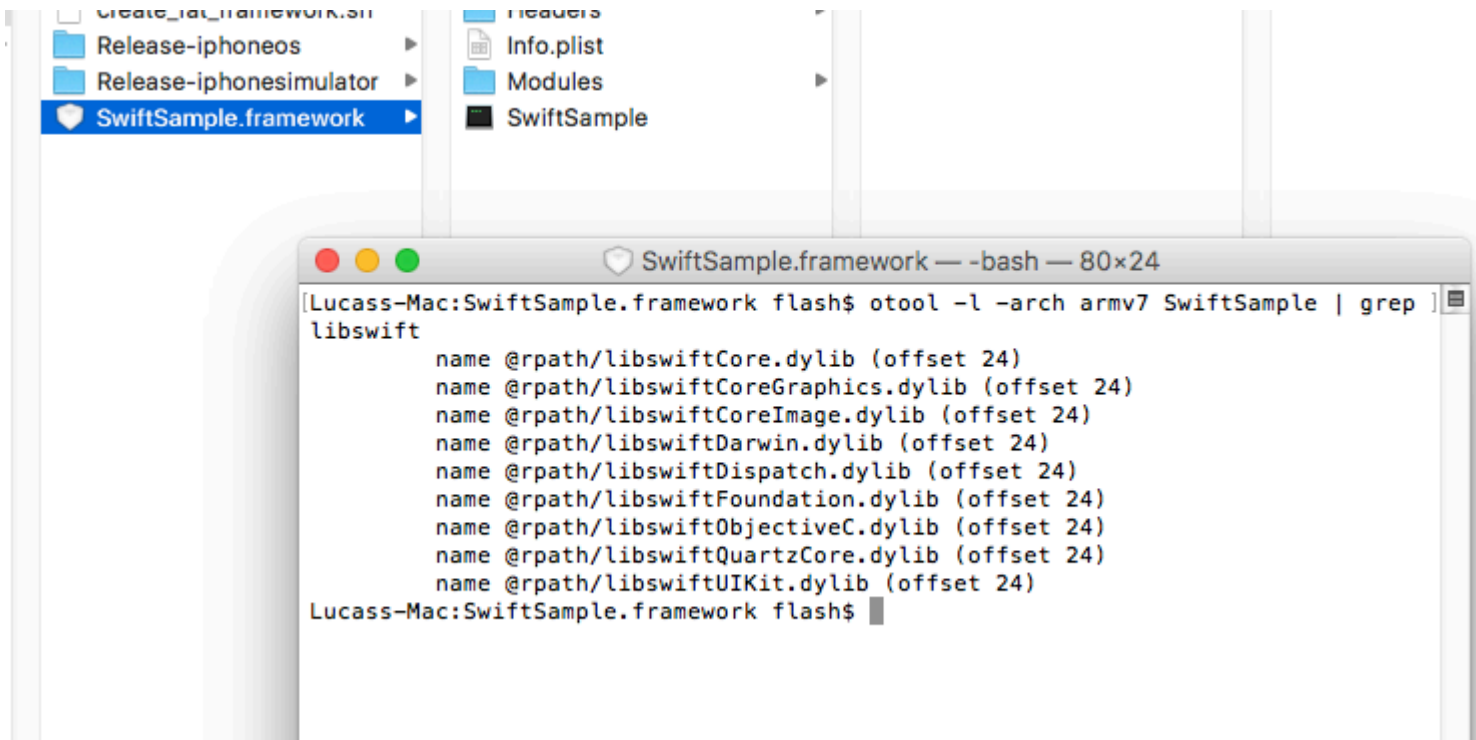 create_fat_framework.sh
Headers
Release-iphoneos
Info.plist
Release-iphonesimulator
Modules
SwiftSample.framework
SwiftSample
SwiftSample.framework — -bash — 80×24
[Lucass-Mac:SwiftSample.framework flash$ otool -l -arch armv7 SwiftSample | grep ]
libswift
name @rpath/libswiftCore.dylib (offset 24)
name @rpath/libswiftCoreGraphics.dylib (offset 24)
name @rpath/libswiftCoreImage.dylib (offset 24)
name @rpath/libswiftDarwin.dylib (offset 24)
name @rpath/libswiftDispatch.dylib (offset 24)
name @rpath/libswiftFoundation.dylib (offset 24)
name @rpath/libswiftObjectiveC.dylib (offset 24)
name @rpath/libswiftQuartzCore.dylib (offset 24)
name @rpath/libswiftUIKit.dylib (offset 24)
Lucass-Mac:SwiftSample.framework flash$